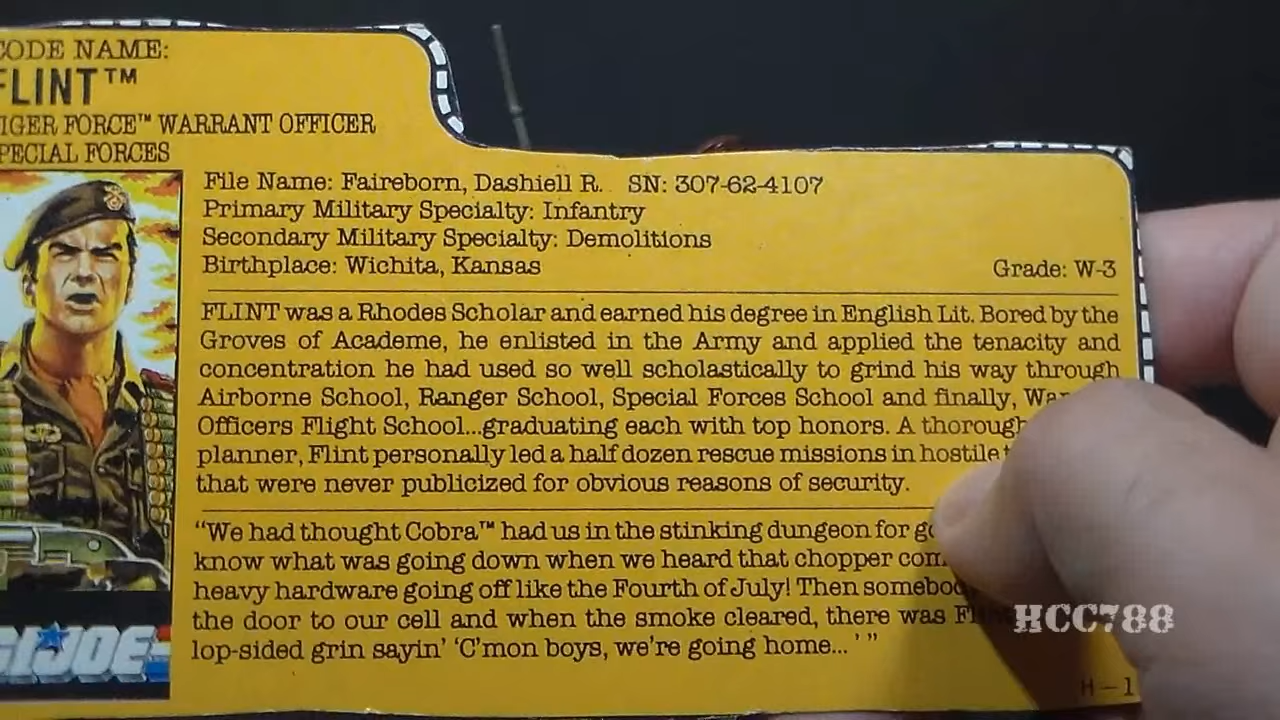 CODE NAME:
FLINT™
TIGER FORCE™ WARRANT OFFICER
SPECIAL FORCES
File Name: Faireborn, Dashiell R. SN: 307-62-4107
Primary Military Specialty: Infantry
Secondary Military Specialty: Demolitions
Birthplace: Wichita, Kansas Grade: W-3
FLINT was a Rhodes Scholar and earned his degree in English Lit. Bored by the
Groves of Academe, he enlisted in the Army and applied the tenacity and
concentration he had used so well scholastically to grind his way through
Airborne School, Ranger School, Special Forces School and finally,
Officers Flight School...graduating each with top honors. A thorough
planner, Flint personally led a half dozen rescue missions in hostile
that were never publicized for obvious reasons of security.
“We had thought Cobra™ had us in the stinking dungeon for
know what was going down when we heard that chopper
heavy hardware going off like the Fourth of July! Then
the door to our cell and when the smoke cleared, there was
lop-sided grin sayin’ ‘C’mon boys, we’re going home...’ ”
GI JOE
HCC788
H-1